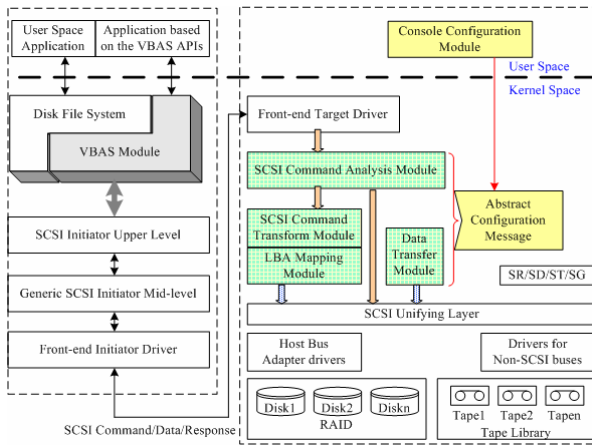 User Space
Application
Application based
on the VBAS APIs
Disk File System
VBAS Module
SCSI Initiator Upper Level
Generic SCSI Initiator Mid-level
Front-end Initiator Driver
SCSI Command/Data/Response
Console Configuration
Module
User Space
Kernel Space
Front-end Target Driver
SCSI Command Analysis Module
SCSI Command
Transform Module
LBA Mapping
Module
Data
Transfer
Module
Abstract
Configuration
Message
SR/SD/ST/SG
SCSI Unifying Layer
Host Bus
Adapter drivers
Drivers for
Non-SCSI buses
Disk1
Disk2
Diskn
RAID
Tape1
Tape2
Tapen
Tape Library